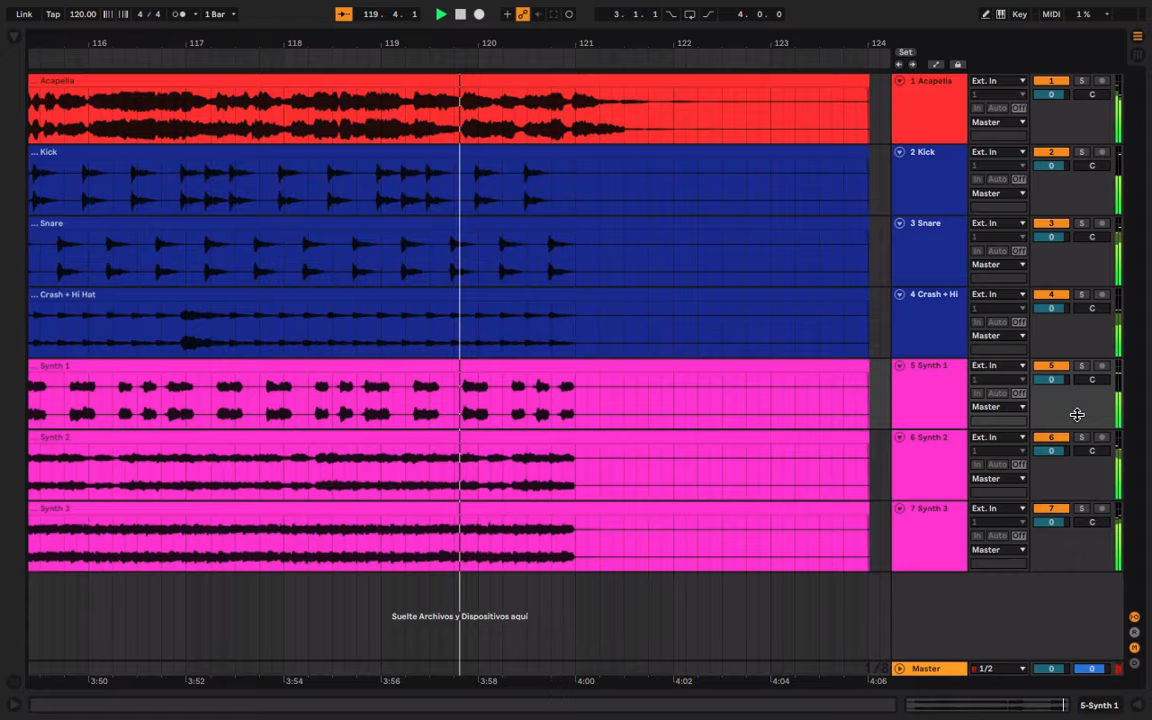 Link Tap 120.00 4 / 4 1 Bar 119. 4. 1 3. 1. 1 4. 0. 0 Key MIDI 1 %
116 117 118 119 120 121 122 123 124
Set
... Acapella
1 Acapella Ext. In 1 S
1 0 C
In Auto Off
Master
... Kick
2 Kick Ext. In 2 S
1 0 C
In Auto Off
Master
... Snare
3 Snare Ext. In 3 S
1 0 C
In Auto Off
Master
... Crash + Hi Hat
4 Crash + Hi Ext. In 4 S
1 0 C
In Auto Off
Master
... Synth 1
5 Synth 1 Ext. In 5 S
1 0 C
In Auto Off
Master
... Synth 2
6 Synth 2 Ext. In 6 S
1 0 C
In Auto Off
Master
... Synth 3
7 Synth 3 Ext. In 7 S
1 0 C
In Auto Off
Master
Suelte Archivos y Dispositivos aquí
1/8 Master 1/2 0 0
3:50 3:52 3:54 3:56 3:58 4:00 4:02 4:04 4:06
5-Synth 1